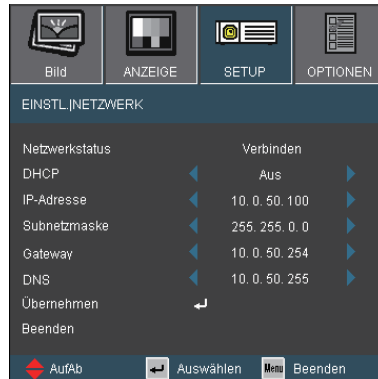 Bild ANZEIGE SETUP OPTIONEN
EINSTL.|NETZWERK
Netzwerkstatus Verbinden
DHCP Aus
IP-Adresse 10. 0. 50. 100
Subnetzmaske 255. 255. 0. 0
Gateway 10. 0. 50. 254
DNS 10. 0. 50. 255
Übernehmen
Beenden
AufAb Auswählen Menu Beenden